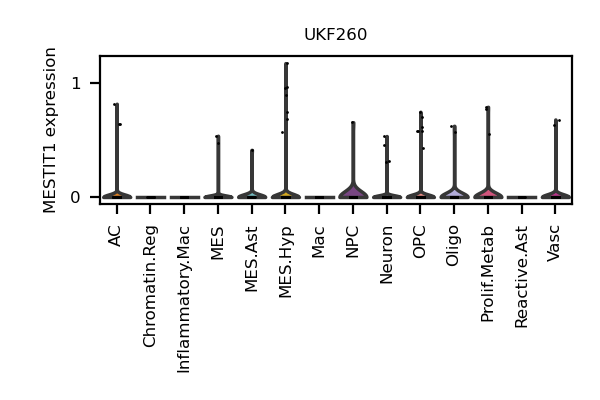 UKF260
MESTIT1 expression
1
0
AC
Chromatin.Reg
Inflammatory.Mac
MES
MES.Ast
MES.Hyp
Mac
NPC
Neuron
OPC
Oligo
Prolif.Metab
Reactive.Ast
Vasc